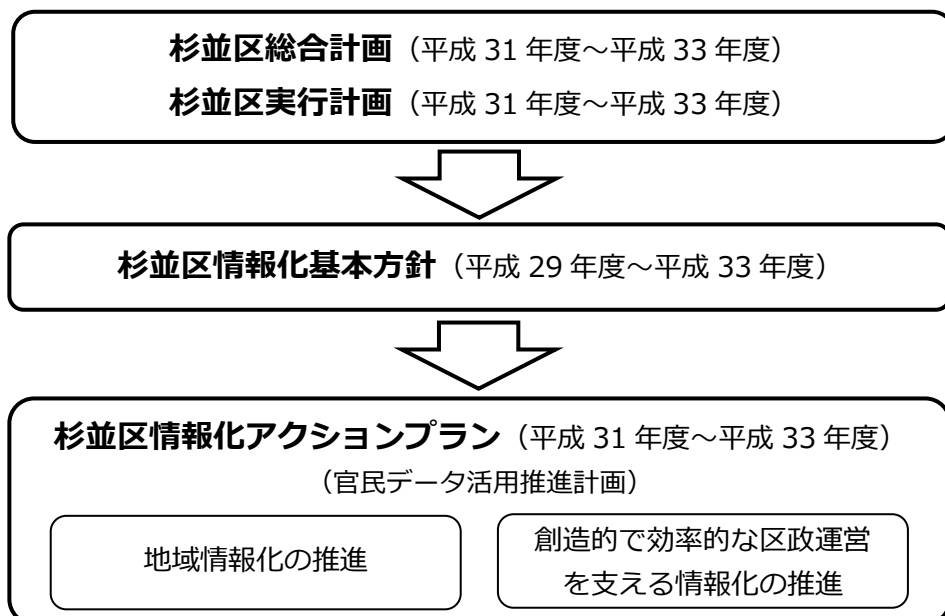 杉並区総合計画（平成 31 年度～平成 33 年度）
杉並区実行計画（平成 31 年度～平成 33 年度）
杉並区情報化基本方針（平成 29 年度～平成 33 年度）
杉並区情報化アクションプラン（平成 31 年度～平成 33 年度）
（官民データ活用推進計画）
地域情報化の推進
創造的で効率的な区政運営
を支える情報化の推進